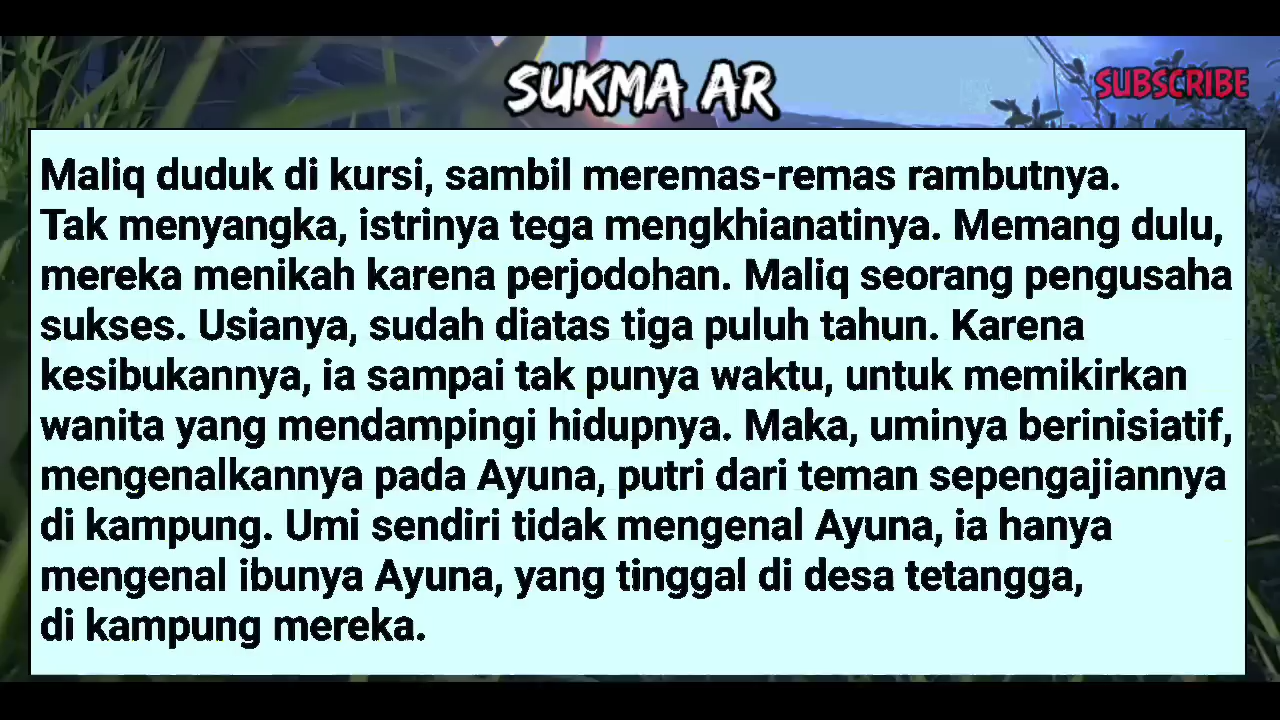 SUKMA AR
SUBSCRIBE
Maliq duduk di kursi, sambil meremas-remas rambutnya.
Tak menyangka, istrinya tega mengkhianatinya. Memang dulu,
mereka menikah karena perjodohan. Maliq seorang pengusaha
sukses. Usianya, sudah diatas tiga puluh tahun. Karena
kesibukannya, ia sampai tak punya waktu, untuk memikirkan
wanita yang mendampingi hidupnya. Maka, uminya berinisiatif,
mengenalkannya pada Ayuna, putri dari teman sepengajiannya
di kampung. Umi sendiri tidak mengenal Ayuna, ia hanya
mengenal ibunya Ayuna, yang tinggal di desa tetangga,
di kampung mereka.